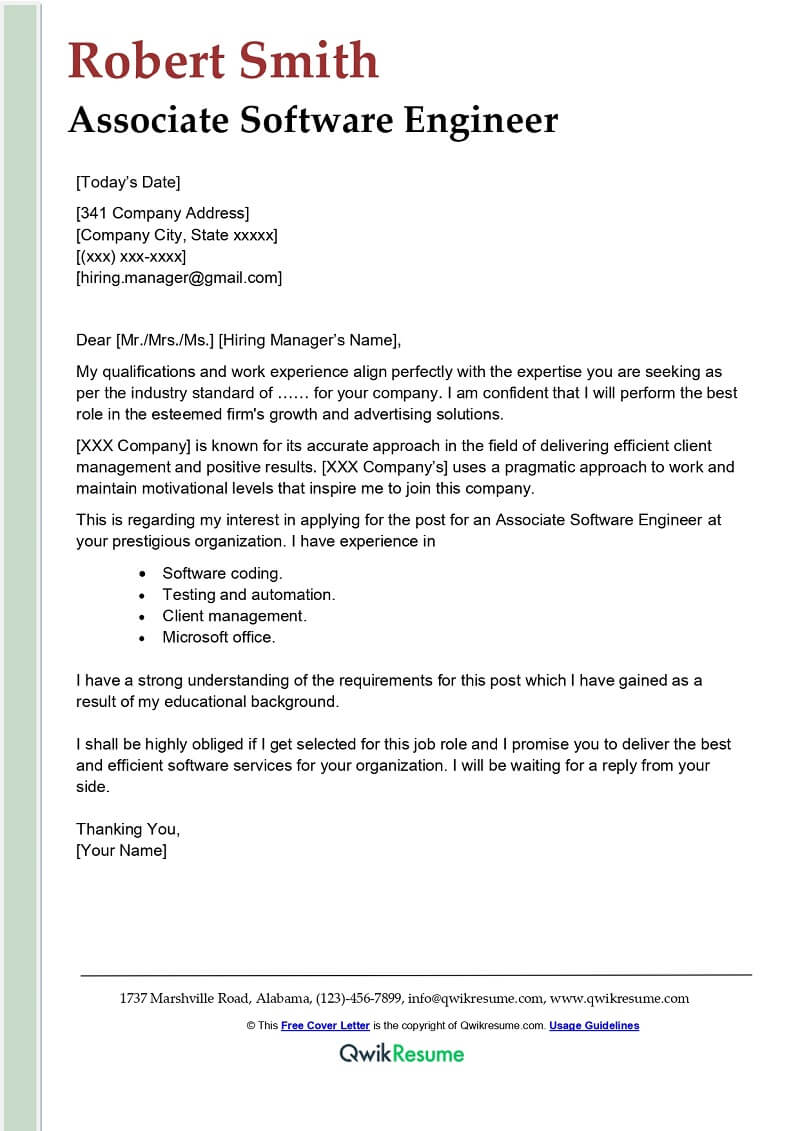 Robert Smith
Associate Software Engineer
[Today's Date]
[341 Company Address]
[Company City, State xxxxx]
[(xxx) xxx-xxxx]
[hiring.manager@gmail.com]
Dear [Mr./Mrs./Ms.] [Hiring Manager's Name],
My qualifications and work experience align perfectly with the expertise you are seeking as
per the industry standard of …… for your company. I am confident that I will perform the best
role in the esteemed firm's growth and advertising solutions.
[XXX Company] is known for its accurate approach in the field of delivering efficient client
management and positive results. [XXX Company's] uses a pragmatic approach to work and
maintain motivational levels that inspire me to join this company.
This is regarding my interest in applying for the post for an Associate Software Engineer at
your prestigious organization. I have experience in
• Software coding.
• Testing and automation.
• Client management.
• Microsoft office.
I have a strong understanding of the requirements for this post which I have gained as a
result of my educational background.
I shall be highly obliged if I get selected for this job role and I promise you to deliver the best
and efficient software services for your organization. I will be waiting for a reply from your
side.
Thanking You,
[Your Name]
1737 Marshville Road, Alabama, (123)-456-7899, info@qwikresume.com, www.qwikresume.com
© This Free Cover Letter is the copyright of Qwikresume.com. Usage Guidelines
QwikResume